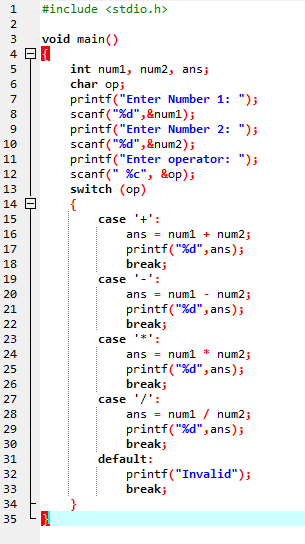 1 #include <stdio.h>
2
3 void main()
4 {
5 int num1, num2, ans;
6 char op;
7 printf("Enter Number 1: ");
8 scanf("%d",&num1);
9 printf("Enter Number 2: ");
10 scanf("%d",&num2);
11 printf("Enter operator: ");
12 scanf(" %c", &op);
13 switch (op)
14 {
15 case '+':
16 ans = num1 + num2;
17 printf("%d",ans);
18 break;
19 case '-':
20 ans = num1 - num2;
21 printf("%d",ans);
22 break;
23 case '*':
24 ans = num1 * num2;
25 printf("%d",ans);
26 break;
27 case '/':
28 ans = num1 / num2;
29 printf("%d",ans);
30 break;
31 default:
32 printf("Invalid");
33 break;
34 }
35 }